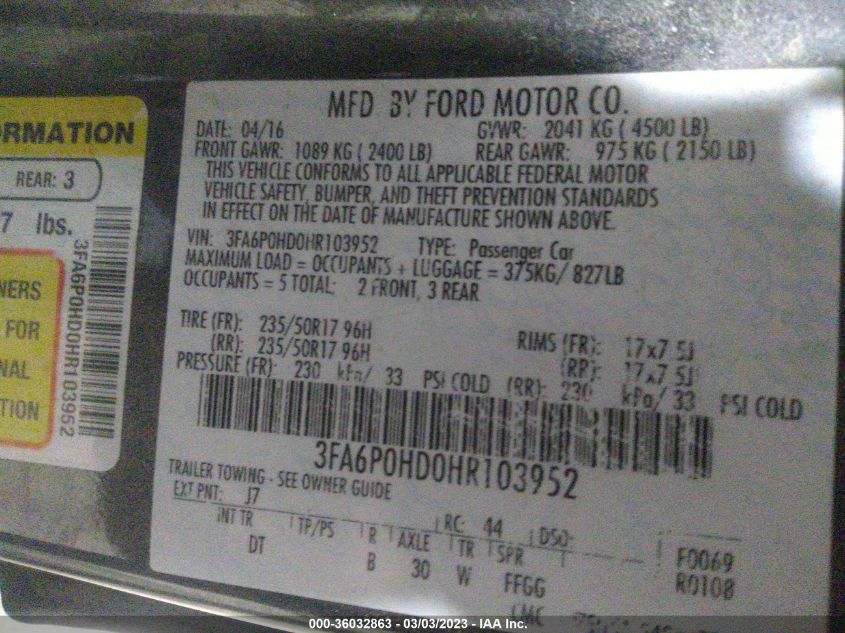 RMATION
REAR: 3
7 lbs.
3FA6P0HD0HR103952
NERS
FOR
NAL
TION
MFD BY FORD MOTOR CO.
DATE: 04/16 GVWR: 2041 KG ( 4500 LB)
FRONT GAWR: 1089 KG ( 2400 LB) REAR GAWR: 975 KG ( 2150 LB)
THIS VEHICLE CONFORMS TO ALL APPLICABLE FEDERAL MOTOR
VEHICLE SAFETY, BUMPER, AND THEFT PREVENTION STANDARDS
IN EFFECT ON THE DATE OF MANUFACTURE SHOWN ABOVE.
VIN: 3FA6P0HD0HR103952 TYPE: Passenger Car
MAXIMUM LOAD = OCCUPANTS + LUGGAGE = 375KG/ 827LB
OCCUPANTS = 5 TOTAL: 2 FRONT, 3 REAR
TIRE (FR): 235/50R17 96H RIMS (FR): 17x7.5J
(RR): 235/50R17 96H (RR): 17x7.5J
PRESSURE (FR): 230 kPa/ 33 PSI COLD (RR): 230 kPa/ 33 PSI COLD
3FA6P0HD0HR103952
TRAILER TOWING - SEE OWNER GUIDE
EXT PNT: J7 RC: 44 DSO:
INT TR TP/PS R AXLE TR SPR F0069
DT B 30 W FFGG R0108
000-36032863 - 03/03/2023 - IAA Inc.